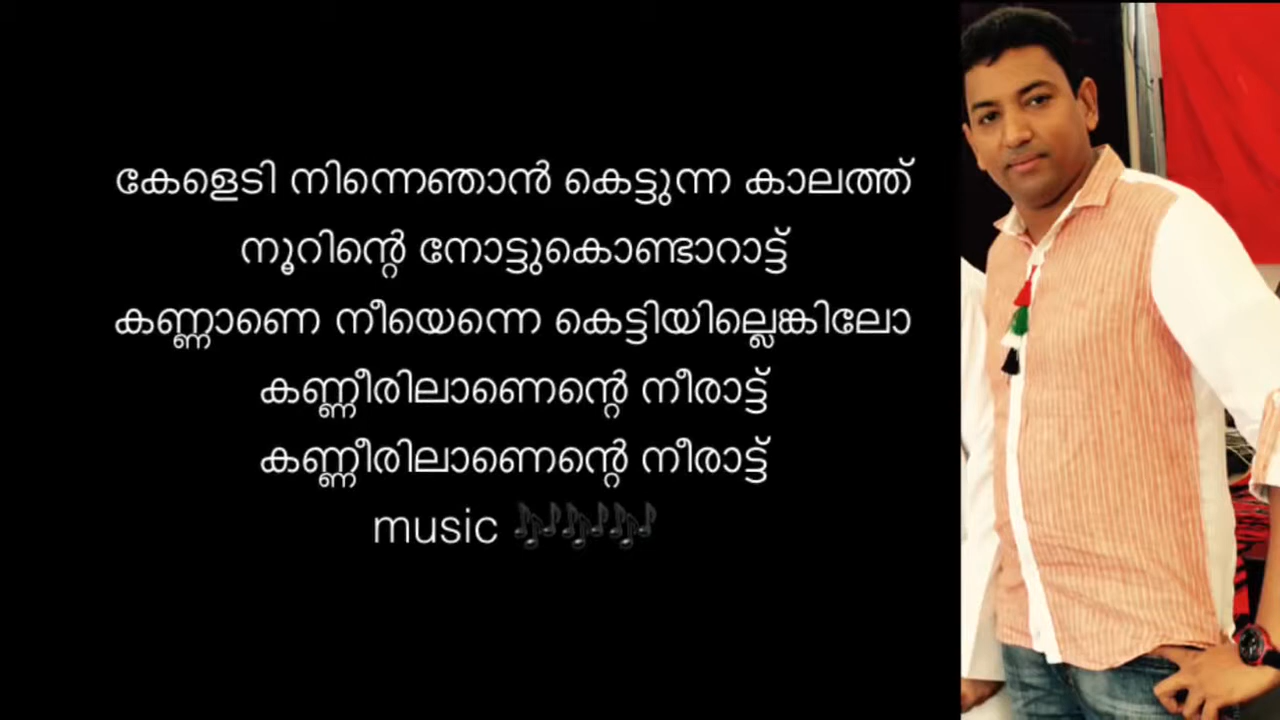 കേളെടി നിന്നെഞാൻ കെട്ടുന്ന കാലത്ത്
നൂറിന്റെ നോട്ടുകൊണ്ടാറാട്ട്
കണ്ണാണെ നീയെന്നെ കെട്ടിയില്ലെങ്കിലോ
കണ്ണീരിലാണെന്റെ നീരാട്ട്
കണ്ണീരിലാണെന്റെ നീരാട്ട്
music 🎶🎶🎶